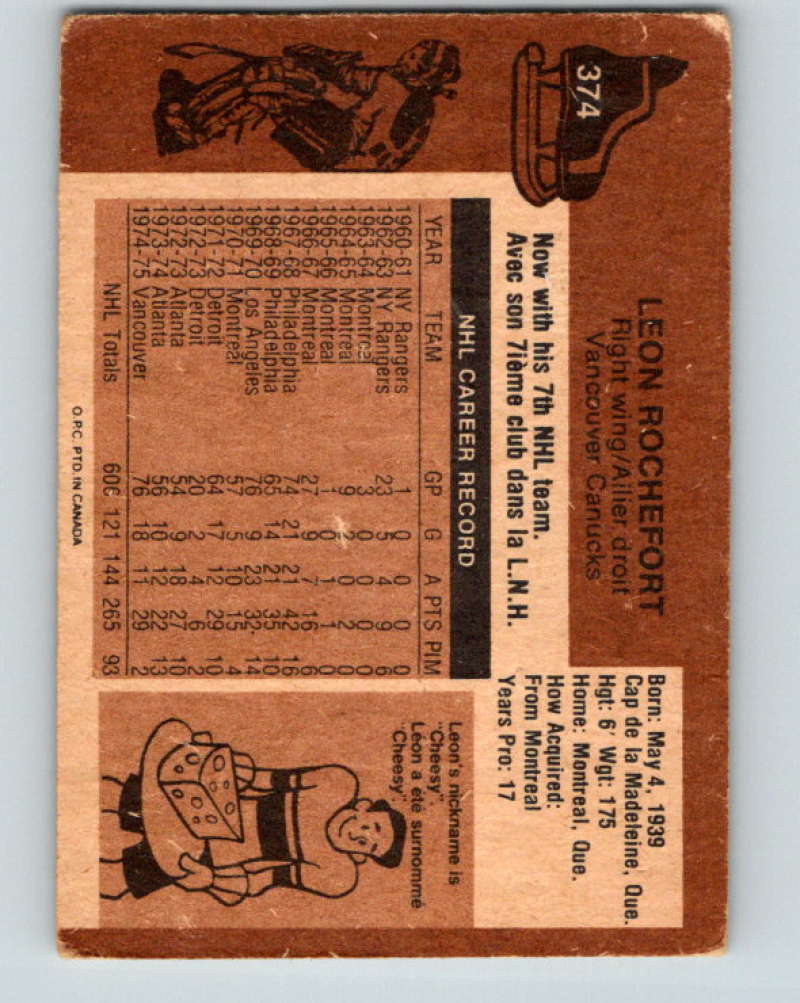 374
LEON ROCHEFORT
Right wing/Ailier droit
Vancouver Canucks
Now with his 7th NHL team.
Avec son 7ième club dans la L.N.H.
Born: May 4, 1939
Cap de la Madeleine, Que.
Hgt: 6' Wgt: 175
Home: Montreal, Que.
How Acquired:
From Montreal
Years Pro: 17
NHL CAREER RECORD
YEAR TEAM GP G A PTS PIM
1960-61 NY Rangers 1 0 0 0 0
1962-63 NY Rangers 23 5 4 9 6
1963-64 Montreal 3 0 0 0 0
1964-65 Montreal 9 2 0 2 0
1965-66 Montreal 1 0 1 1 0
1966-67 Montreal 27 9 7 16 6
1967-68 Philadelphia 74 21 21 42 16
1968-69 Philadelphia 65 14 21 35 10
1969-70 Los Angeles 76 9 23 32 14
1970-71 Montreal 57 5 10 15 4
1971-72 Detroit 64 17 12 29 10
1972-73 Detroit 20 2 4 6 2
1972-73 Atlanta 54 9 18 27 10
1973-74 Atlanta 56 10 12 22 13
1974-75 Vancouver 76 18 11 29 2
NHL Totals 606 121 144 265 93
Leon's nickname is
"Cheesy".
Léon a été surnommé
"Cheesy".
O.P.C. PTD. IN CANADA